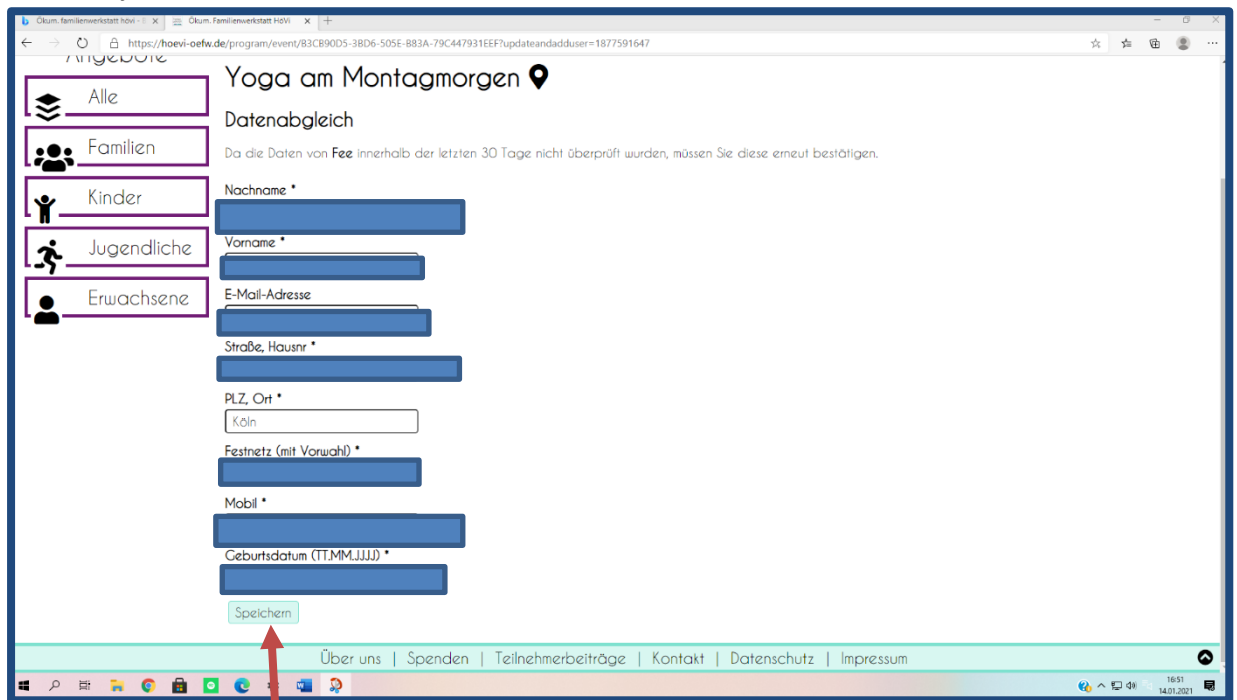 Ökum. familienwerkstatt hövi -
Ökum. Familienwerkstatt HöVi
https://hoevi-oefw.de/program/event/B3CB90D5-3BD6-505E-B83A-79C447931EEF?updateandadduser=1877591647
Angebote
Alle
Familien
Kinder
Jugendliche
Erwachsene
Yoga am Montagmorgen
Datenabgleich
Da die Daten von Fee innerhalb der letzten 30 Tage nicht überprüft wurden, müssen Sie diese erneut bestätigen.
Nachname *
Vorname *
E-Mail-Adresse
Straße, Hausnr *
PLZ, Ort *
Köln
Festnetz (mit Vorwahl) *
Mobil *
Geburtsdatum (TT.MM.JJJJ) *
Speichern
Über uns | Spenden | Teilnehmerbeiträge | Kontakt | Datenschutz | Impressum
16:51
14.01.2021